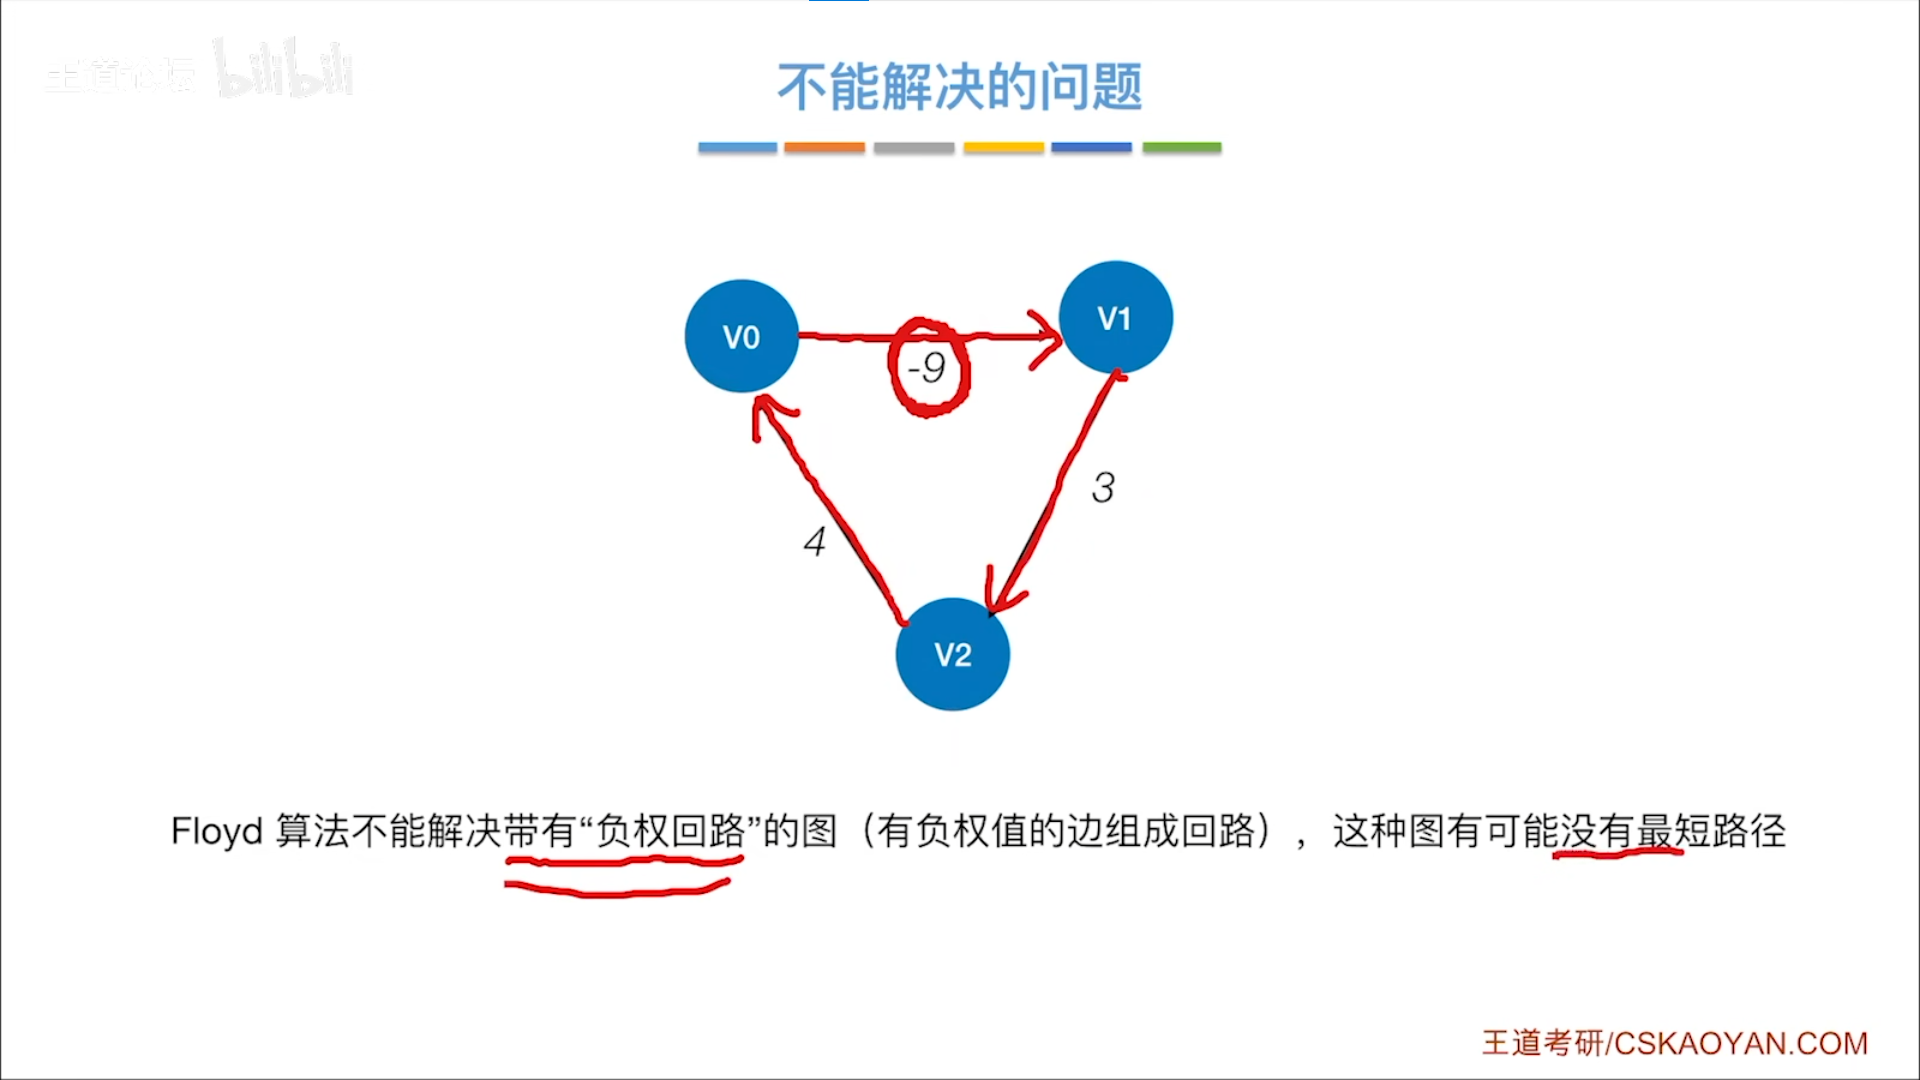 王道论坛 bilibili
不能解决的问题
V0
V1
-9
3
4
V2
Floyd 算法不能解决带有“负权回路”的图（有负权值的边组成回路），这种图有可能没有最短路径
王道考研/CSKAOYAN.COM